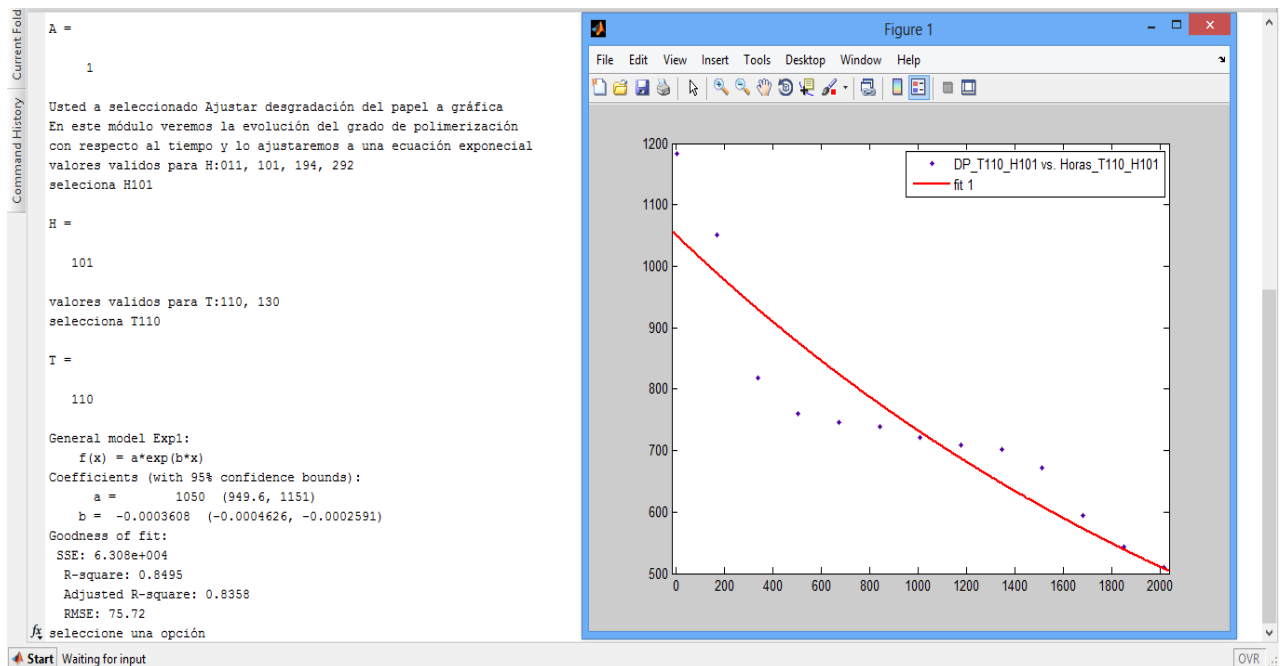 Current Fold
Command History
A =
1
Usted a seleccionado Ajustar desgradación del papel a gráfica
En este módulo veremos la evolución del grado de polimerización
con respecto al tiempo y lo ajustaremos a una ecuación exponecial
valores validos para H:011, 101, 194, 292
seleciona H101
H =
101
valores validos para T:110, 130
selecciona T110
T =
110
General model Exp1:
f(x) = a*exp(b*x)
Coefficients (with 95% confidence bounds):
a = 1050 (949.6, 1151)
b = -0.0003608 (-0.0004626, -0.0002591)
Goodness of fit:
SSE: 6.308e+004
R-square: 0.8495
Adjusted R-square: 0.8358
RMSE: 75.72
fx seleccione una opción
Start Waiting for input
OVR
Figure 1
File Edit View Insert Tools Desktop Window Help
DP_T110_H101 vs. Horas_T110_H101
fit 1
1200
1100
1000
900
800
700
600
500
0 200 400 600 800 1000 1200 1400 1600 1800 2000